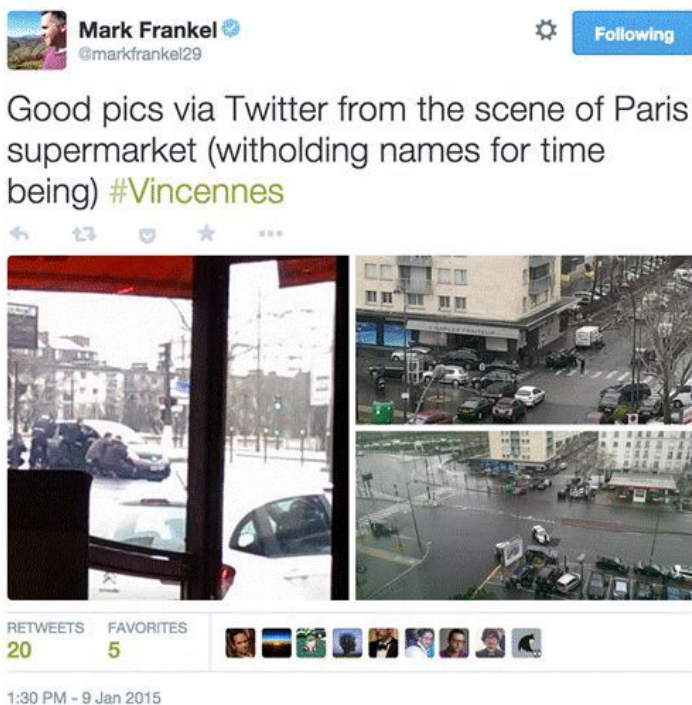 Mark Frankel
@markfrankel29
Following
Good pics via Twitter from the scene of Paris
supermarket (witholding names for time
being) #Vincennes
RETWEETS FAVORITES
20 5
1:30 PM - 9 Jan 2015